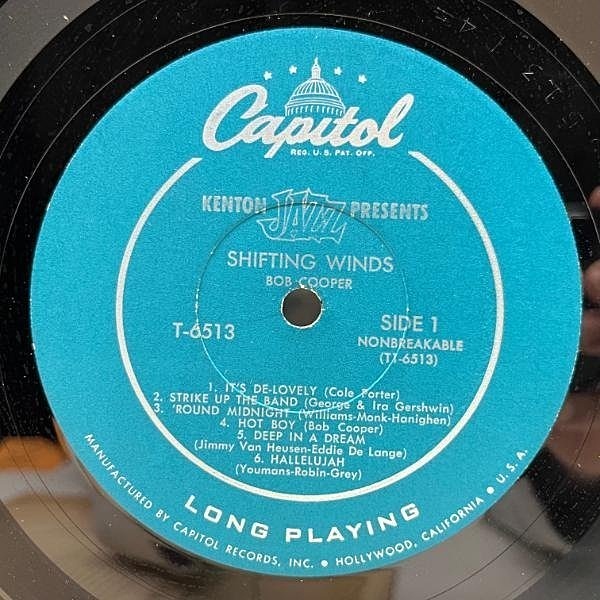 Capitol
REG. U.S. PAT. OFF.
KENTON JAZZ PRESENTS
SHIFTING WINDS
BOB COOPER
T-6513
SIDE 1
NONBREAKABLE
(T1-6513)
1. IT'S DE-LOVELY (Cole Porter)
2. STRIKE UP THE BAND (George & Ira Gershwin)
3. 'ROUND MIDNIGHT (Williams-Monk-Hanighen)
4. HOT BOY (Bob Cooper)
5. DEEP IN A DREAM
(Jimmy Van Heusen-Eddie De Lange)
6. HALLELUJAH
(Youmans-Robin-Grey)
LONG PLAYING
MANUFACTURED BY CAPITOL RECORDS, INC. • HOLLYWOOD, CALIFORNIA • U.S.A.